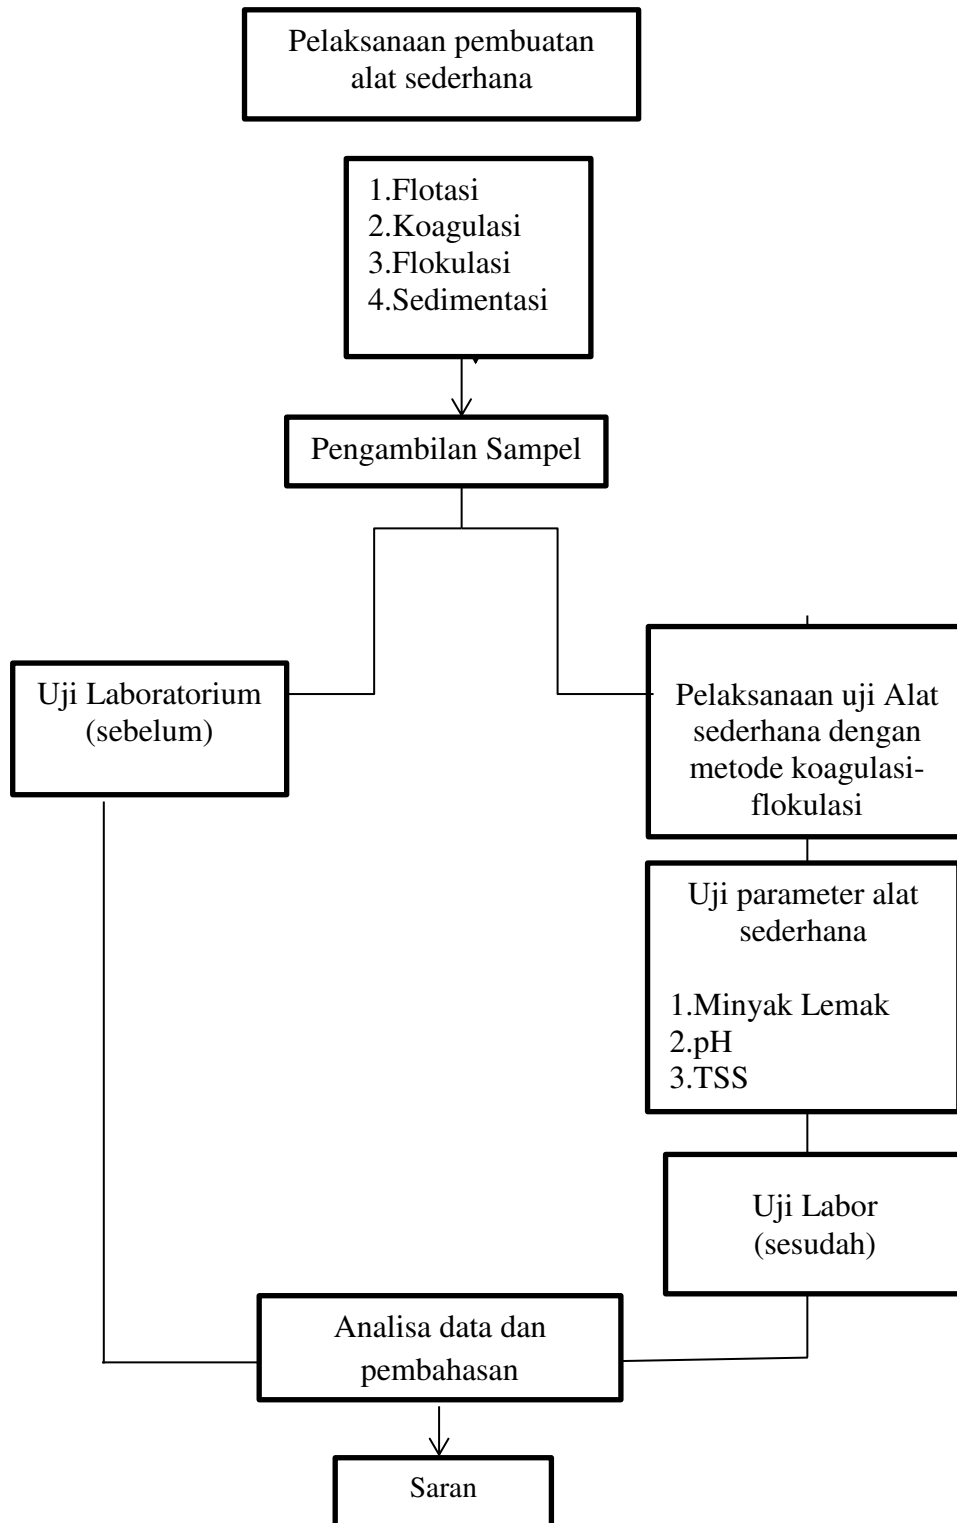 Pelaksanaan pembuatan
alat sederhana
1.Flotasi
2.Koagulasi
3.Flokulasi
4.Sedimentasi
Pengambilan Sampel
Uji Laboratorium
(sebelum)
Pelaksanaan uji Alat
sederhana dengan
metode koagulasi-
flokulasi
Uji parameter alat
sederhana
1.Minyak Lemak
2.pH
3.TSS
Uji Labor
(sesudah)
Analisa data dan
pembahasan
Saran